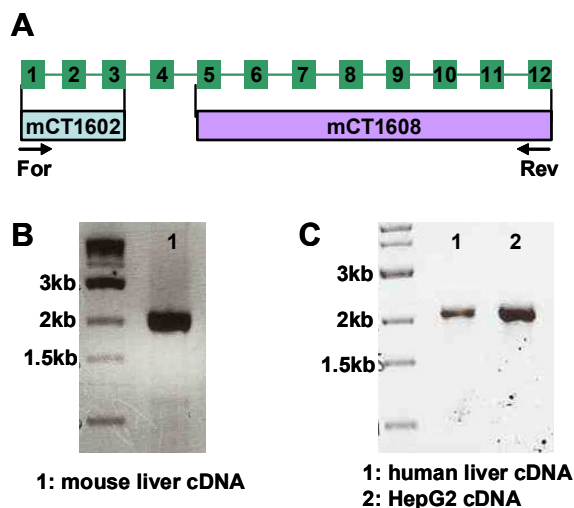 A
1 2 3 4 5 6 7 8 9 10 11 12
mCT1602 mCT1608
For Rev
B
1
3kb
2kb
1.5kb
1: mouse liver cDNA
C
1 2
3kb
2kb
1.5kb
1: human liver cDNA
2: HepG2 cDNA